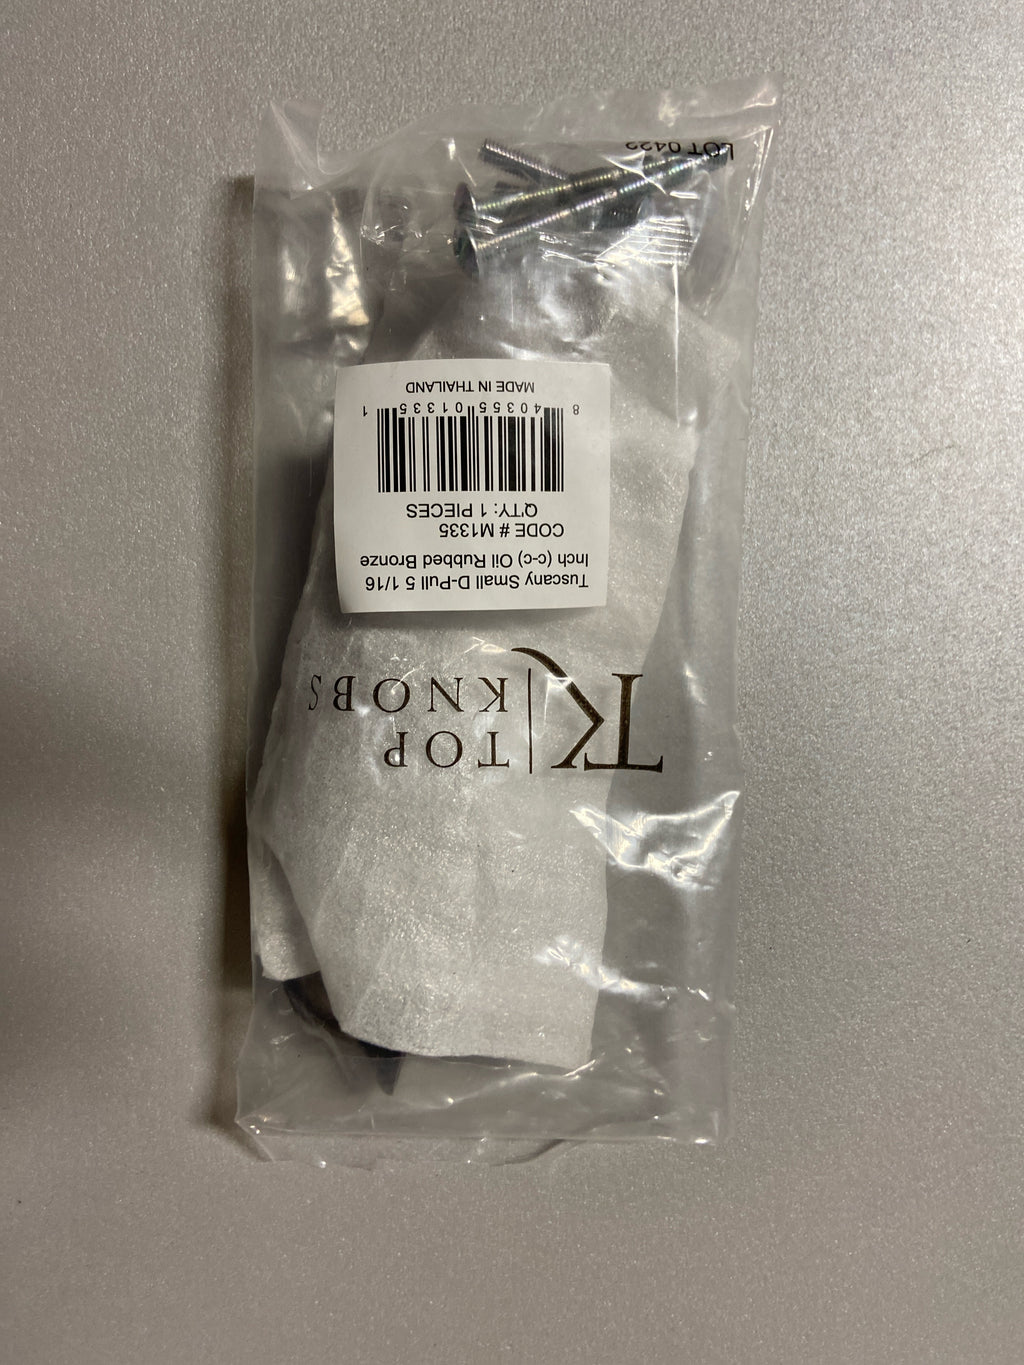 TK | TOP
KNOBS
Tuscany Small D-Pull 5 1/16
Inch (c-c) Oil Rubbed Bronze
CODE # M1335
QTY: 1 PIECES
8 40355 01335 1
MADE IN THAILAND
LOT 0422